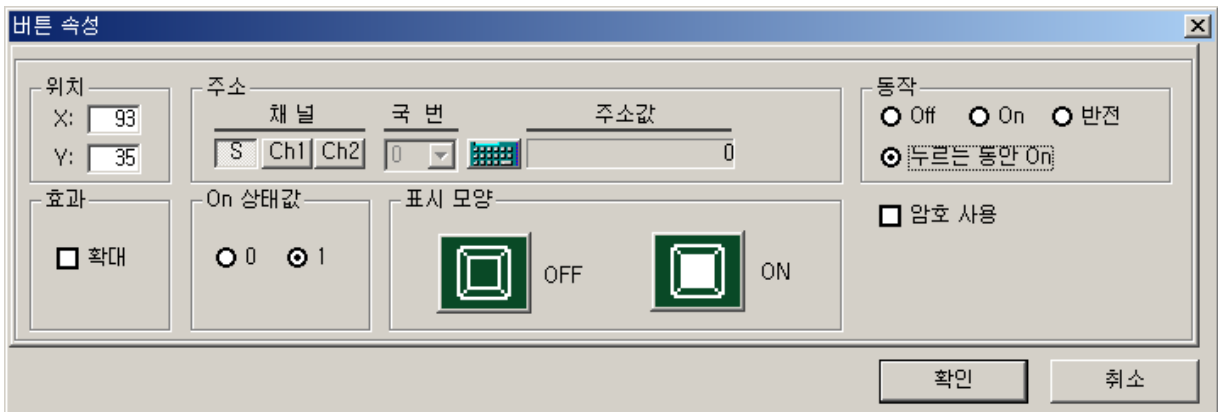 버튼 속성
위치
X: 93
Y: 35
주소
채 널
국 번
주소값
S Ch1 Ch2
0
0
동작
Off On 반전
두르는 동안 On
효과
확대
On 상태값
0 1
표시 모양
OFF
ON
암호 사용
확인
취소